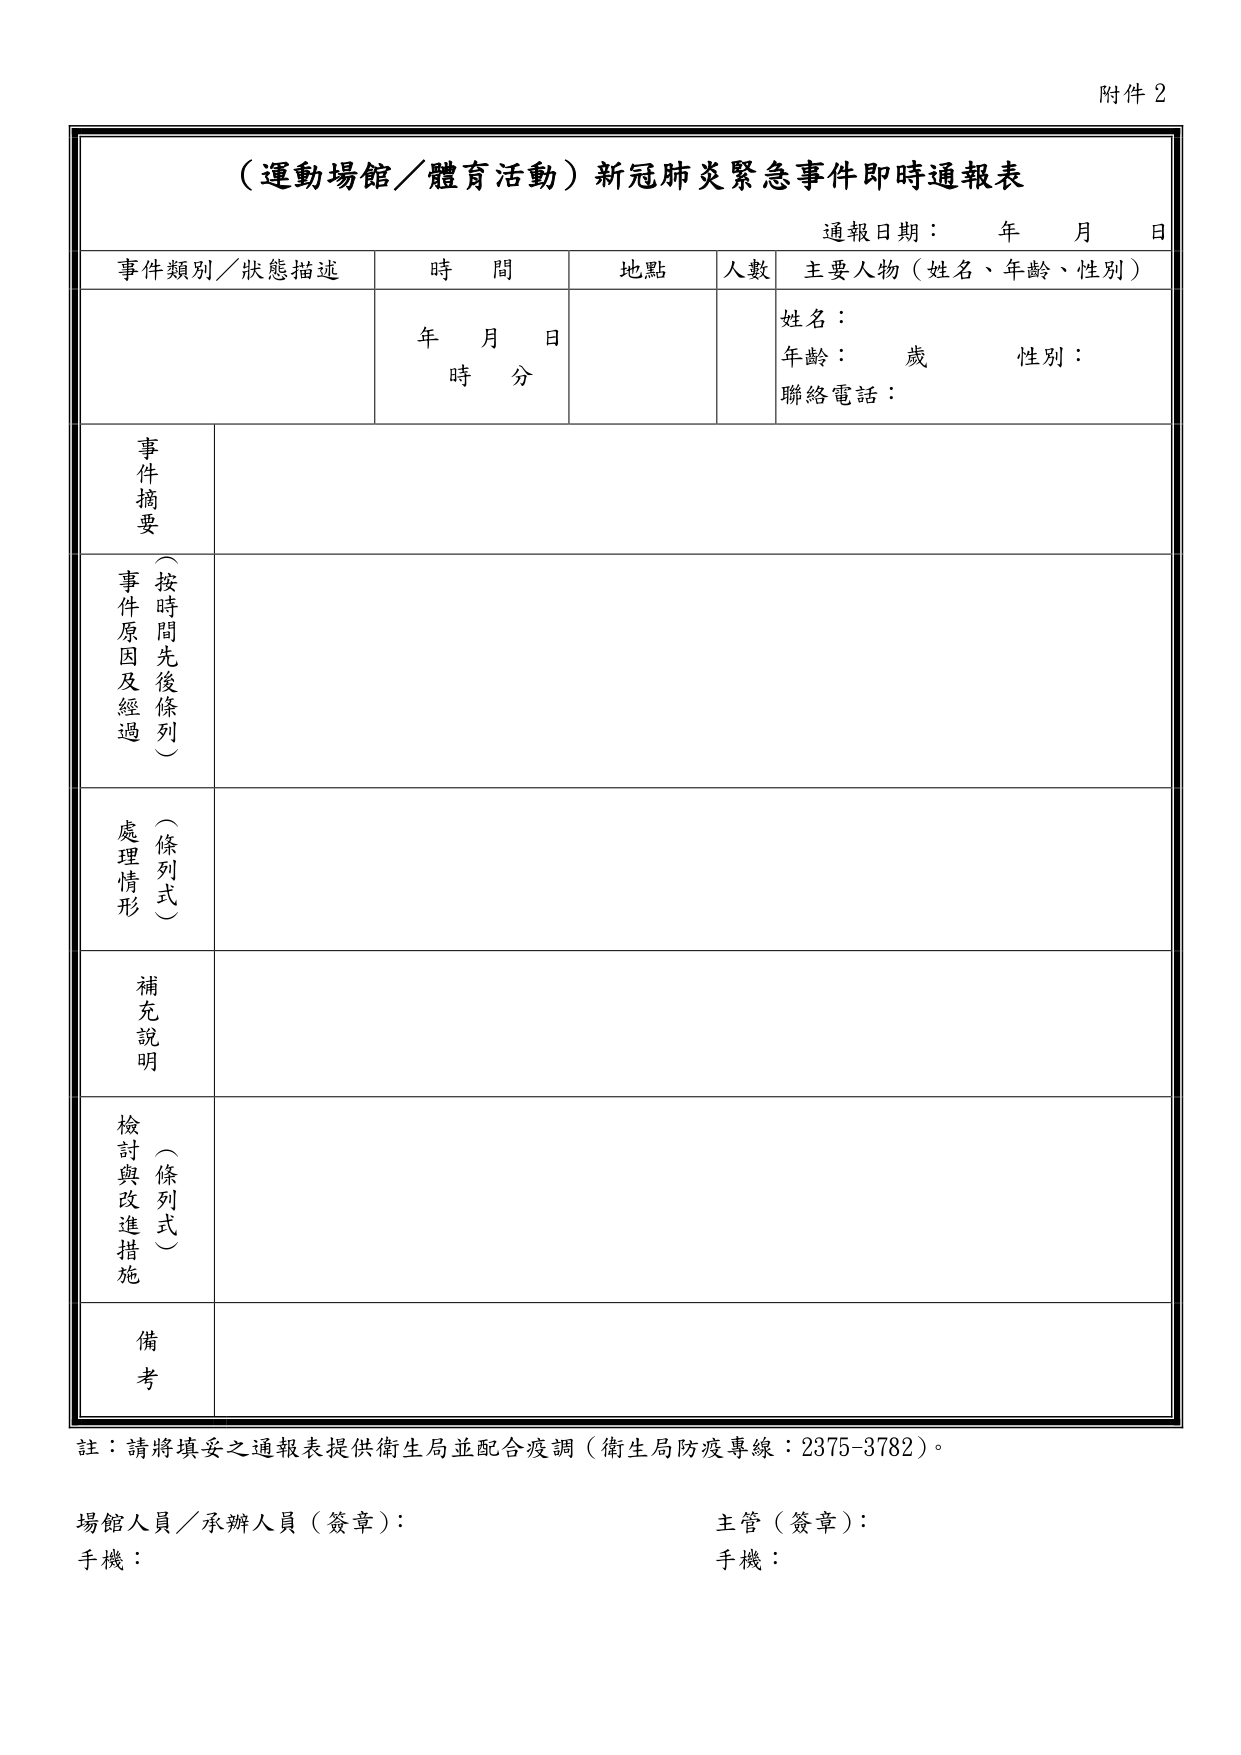 附件 2
（運動場館／體育活動）新冠肺炎緊急事件即時通報表
通報日期： 年 月 日
事件類別／狀態描述 時 間 地點 人數 主要人物（姓名、年齡、性別）
年 月 日
時 分
姓名：
年齡： 歲 性別：
聯絡電話：
事件摘要
（按時間先後條列）
事件原因及經過
（條列式）
處理情形
補充說明
（條列式）
檢討與改進措施
備
考
註：請將填妥之通報表提供衛生局並配合疫調（衛生局防疫專線：2375-3782）。
場館人員／承辦人員（簽章）： 主管（簽章）：
手機： 手機：